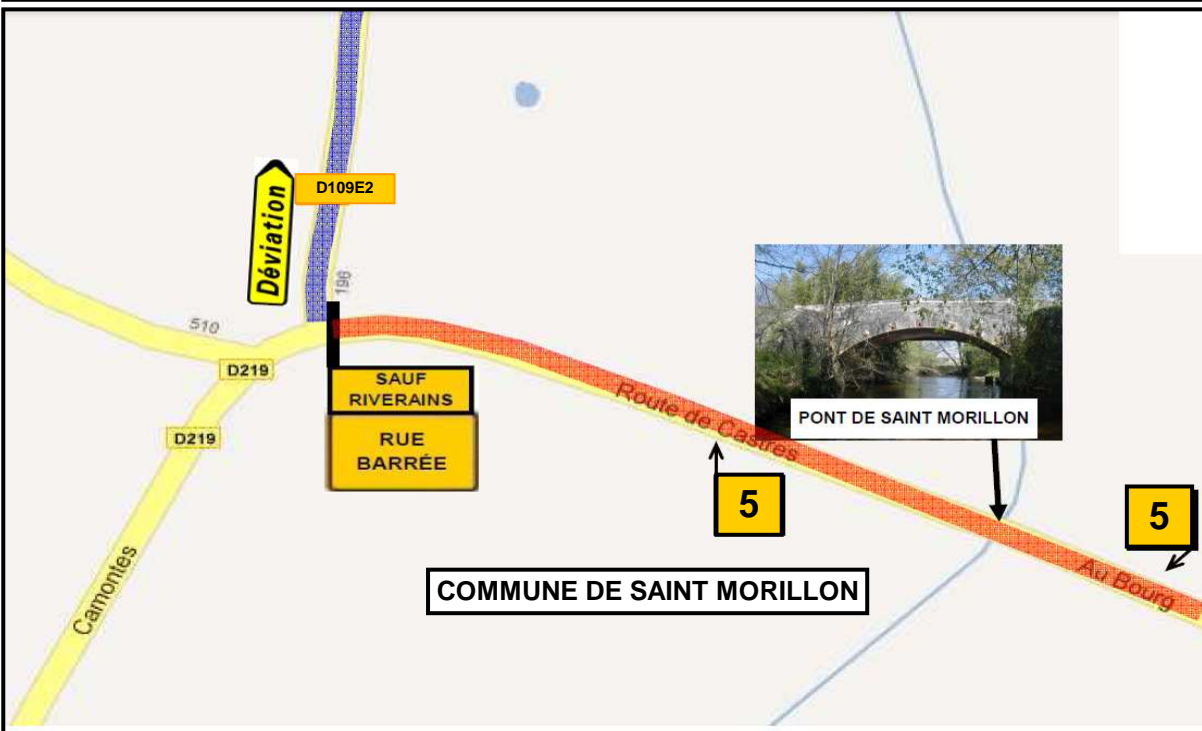 D109E2
Déviation
196
510
D219
D219
SAUF
RIVERAINS
RUE
BARRÉE
Route de Castres
PONT DE SAINT MORILLON
5
5
Au Bourg
Camontes
COMMUNE DE SAINT MORILLON